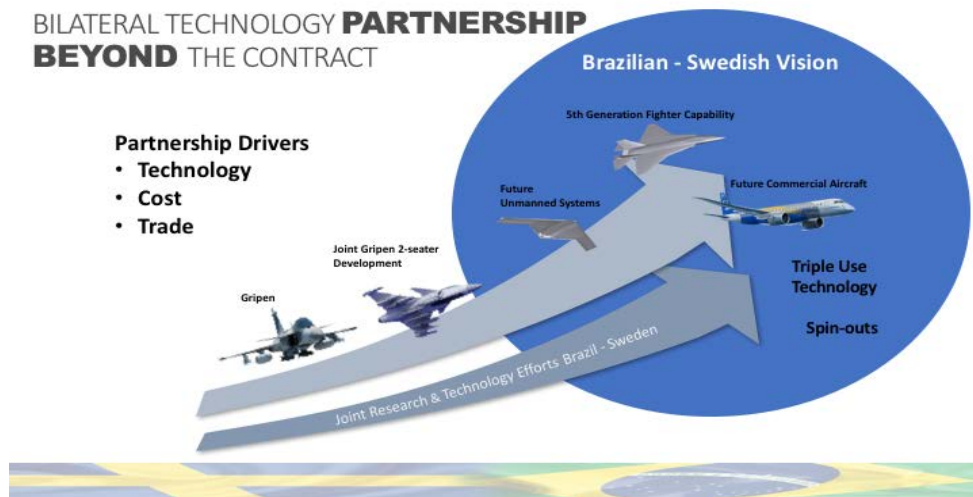 BILATERAL TECHNOLOGY PARTNERSHIP
BEYOND THE CONTRACT
Brazilian - Swedish Vision
Partnership Drivers
• Technology
• Cost
• Trade
5th Generation Fighter Capability
Future
Unmanned Systems
Future Commercial Aircraft
Joint Gripen 2-seater
Development
Gripen
Triple Use
Technology
Spin-outs
Joint Research & Technology Efforts Brazil - Sweden